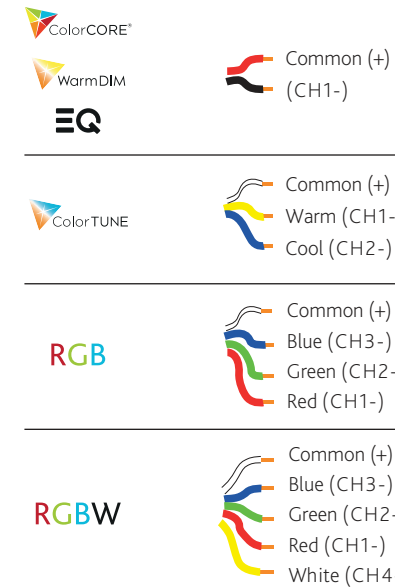 ColorCORE®
Common (+)
WarmDIM
(CH1-)
EQ
Common (+)
Warm (CH1-
ColorTUNE
Cool (CH2-)
Common (+)
Blue (CH3-)
RGB
Green (CH2-
Red (CH1-)
Common (+)
Blue (CH3-)
RGBW
Green (CH2-
Red (CH1-)
White (CH4